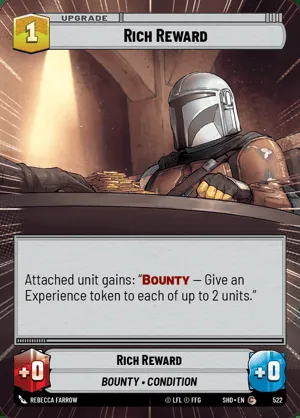 UPGRADE
1
RICH REWARD
Attached unit gains: “BOUNTY — Give an
Experience token to each of up to 2 units.”
+0
RICH REWARD
+0
BOUNTY • CONDITION
REBECCA FARROW
© LFL © FFG
SHD • EN
522